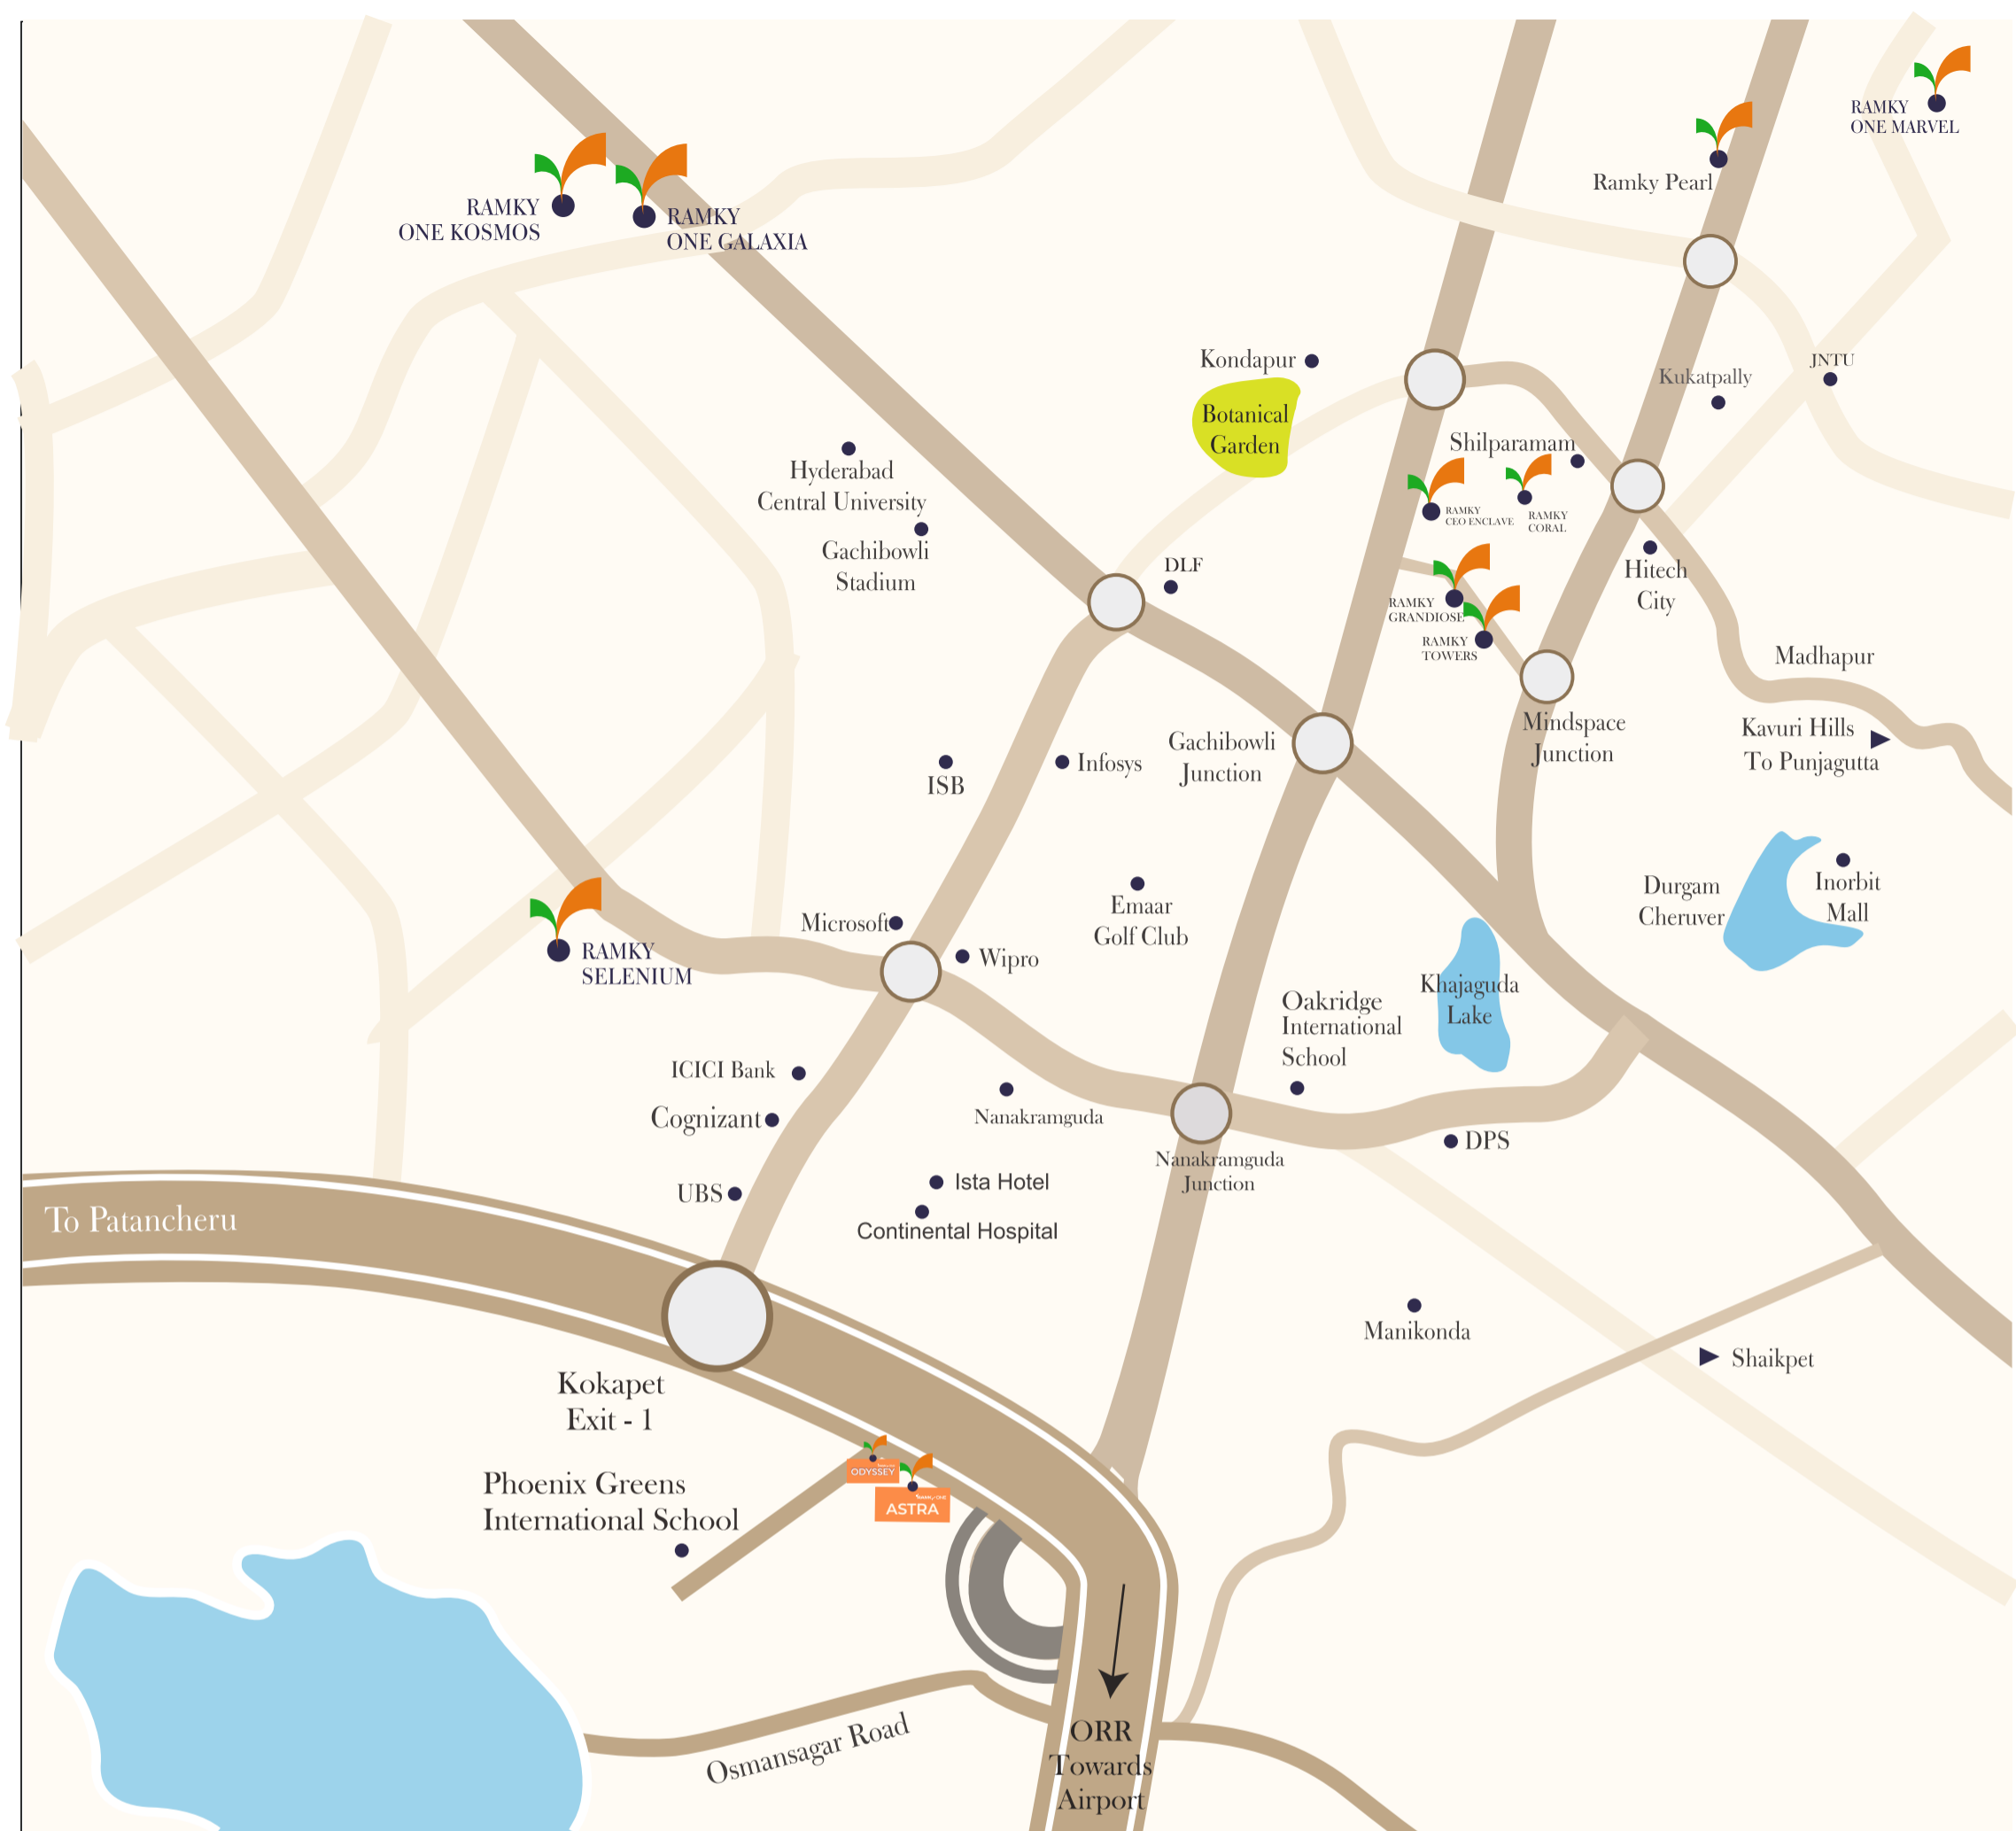 RAMKY
ONE MARVEL
Ramky Pearl
RAMKY
ONE KOSMOS
RAMKY
ONE GALAXIA
Kondapur
Botanical
Garden
JNTU
Kukatpally
Shilparamam
Hyderabad
Central University
RAMKY
CEO ENCLAVE
RAMKY
CORAL
Gachibowli
Stadium
DLF
Hitech
City
RAMKY
GRANDIOSE
RAMKY
TOWERS
Madhapur
Mindspace
Junction
Kavuri Hills
To Punjagutta
Gachibowli
Junction
ISB
Infosys
Durgam
Cheruver
Inorbit
Mall
Emaar
Golf Club
Microsoft
Wipro
RAMKY
SELENIUM
Khajaguda
Lake
Oakridge
International
School
ICICI Bank
Cognizant
Nanakramguda
DPS
Nanakramguda
Junction
UBS
Ista Hotel
Continental Hospital
To Patancheru
Manikonda
Shaikpet
Kokapet
Exit - 1
ODYSSEY
ASTRA
Phoenix Greens
International School
Osmansagar Road
ORR
Towards
Airport